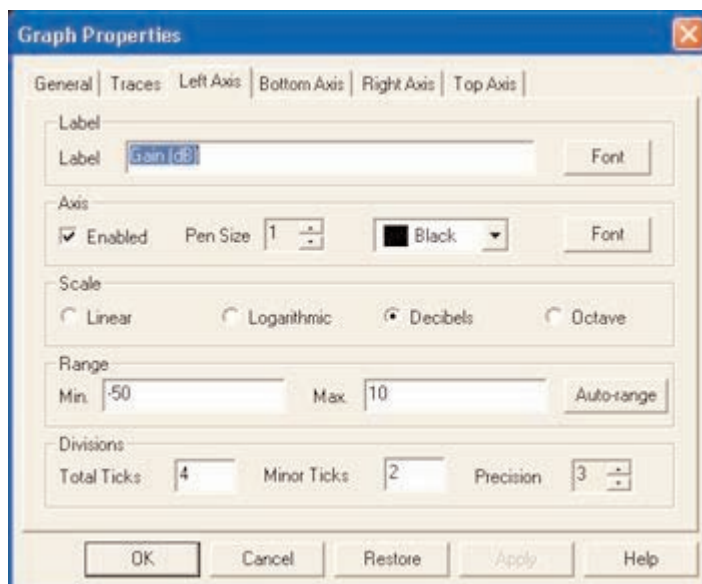 Graph Properties
General Traces Left Axis Bottom Axis Right Axis Top Axis
Label
Label Gain (dB) Font
Axis
Enabled Pen Size 1 Black Font
Scale
Linear Logarithmic Decibels Octave
Range
Min. -50 Max. 10 Auto-range
Divisions
Total Ticks 4 Minor Ticks 2 Precision 3
OK Cancel Restore Apply Help